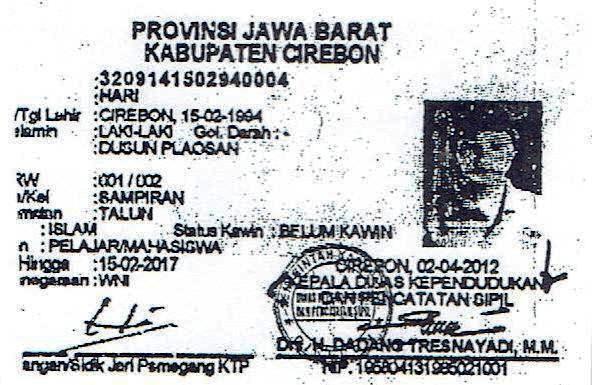 PROVINSI JAWA BARAT
KABUPATEN CIREBON
:3209141502940004
:HARI
/Tgl Lahir :CIREBON, 15-02-1994
elamin :LAKI-LAKI Gol. Darah :-
:DUSUN PLAOSAN
RW :001/002
/Kel :SAMPIRAN
matan :TALUN
:ISLAM Status Kawin :BELUM KAWIN
n :PELAJAR/MAHASISWA
Hingga :15-02-2017
negaraan :WNI
CIREBON, 02-04-2012
KEPALA DINAS KEPENDUDUKAN
DAN PENCATATAN SIPIL
angan/Sidik Jari Pemegang KTP
Drs. H. DADANG TRESNAYADI, M.M.
NIP. 195804131985021001